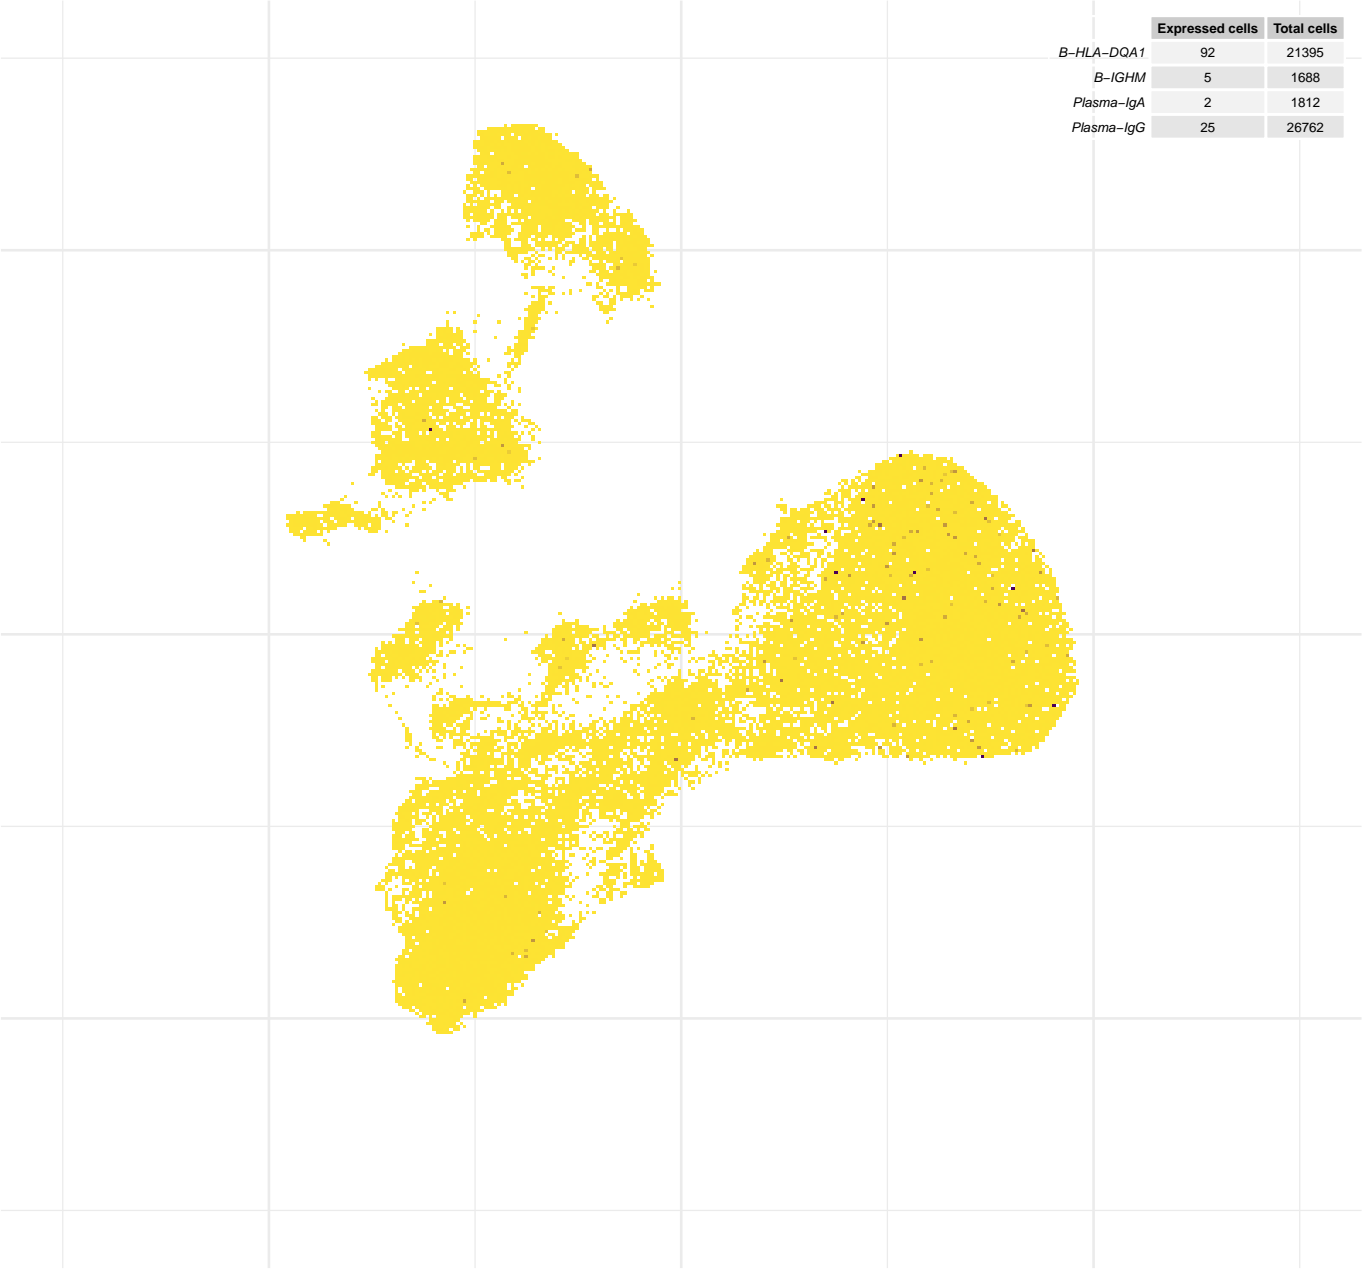 Expressed cells Total cells
B−HLA−DQA1 92 21395
B−IGHM 5 1688
Plasma−IgA 2 1812
Plasma−IgG 25 26762